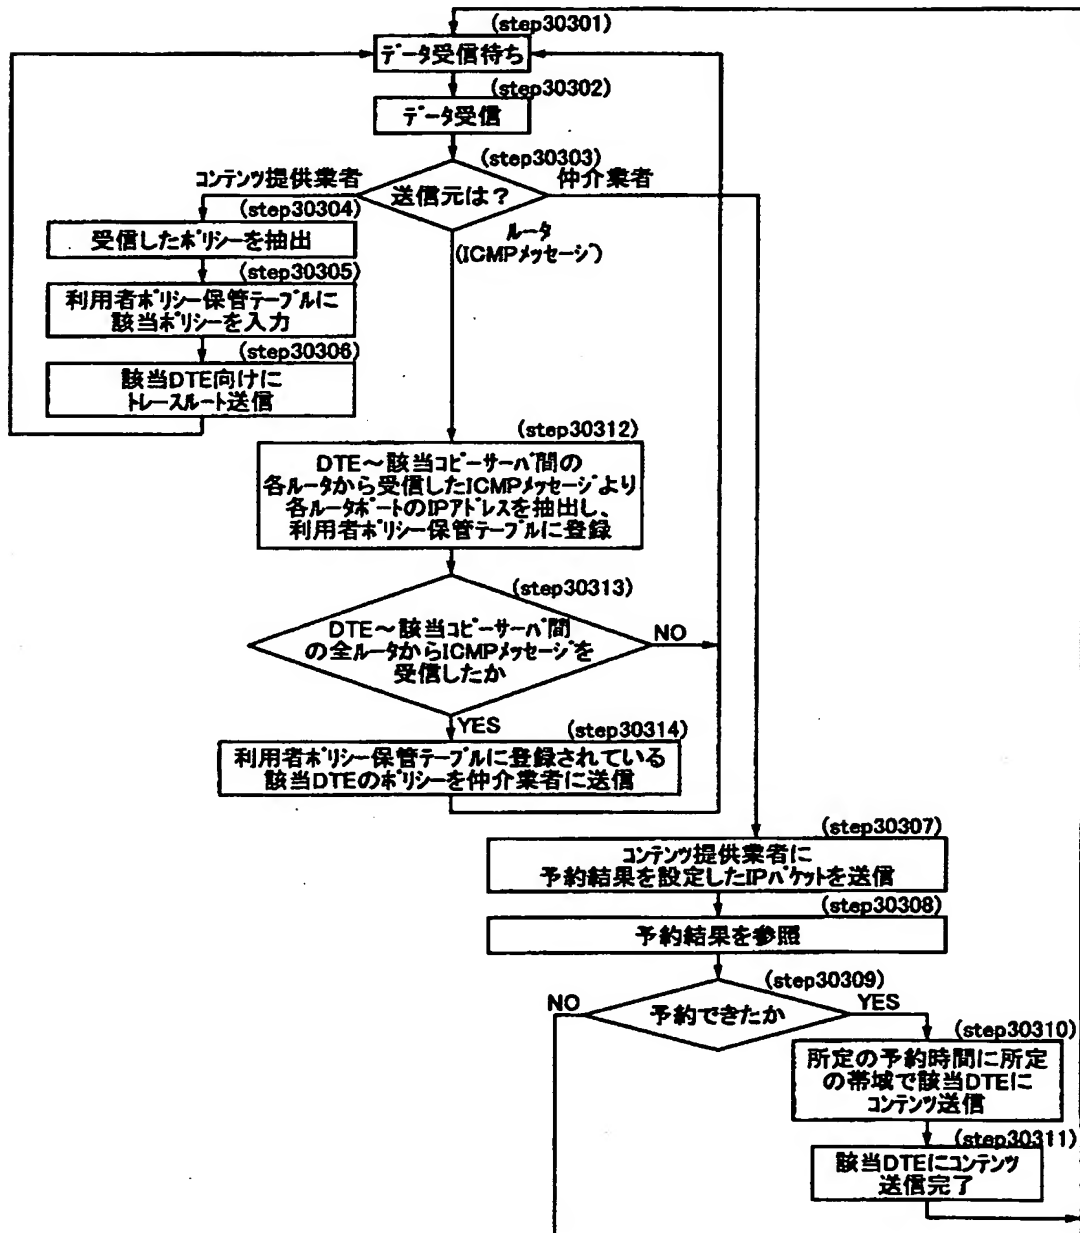 (step30301)
データ受信待ち
(step30302)
データ受信
(step30303)
送信元は？
コンテンツ提供業者
仲介業者
ルータ
(ICMPメッセージ)
(step30304)
受信したポリシーを抽出
(step30305)
利用者ポリシー保管テーブルに
該当ポリシーを入力
(step30306)
該当DTE向けに
トレースルート送信
(step30312)
DTE～該当コピーサーバ間の
各ルータから受信したICMPメッセージより
各ルータポートのIPアドレスを抽出し、
利用者ポリシー保管テーブルに登録
(step30313)
DTE～該当コピーサーバ間
の全ルータからICMPメッセージを
受信したか
NO
YES
(step30314)
利用者ポリシー保管テーブルに登録されている
該当DTEのポリシーを仲介業者に送信
(step30307)
コンテンツ提供業者に
予約結果を設定したIPパケットを送信
(step30308)
予約結果を参照
(step30309)
予約できたか
NO
YES
(step30310)
所定の予約時間に所定
の帯域で該当DTEに
コンテンツ送信
(step30311)
該当DTEにコンテンツ
送信完了